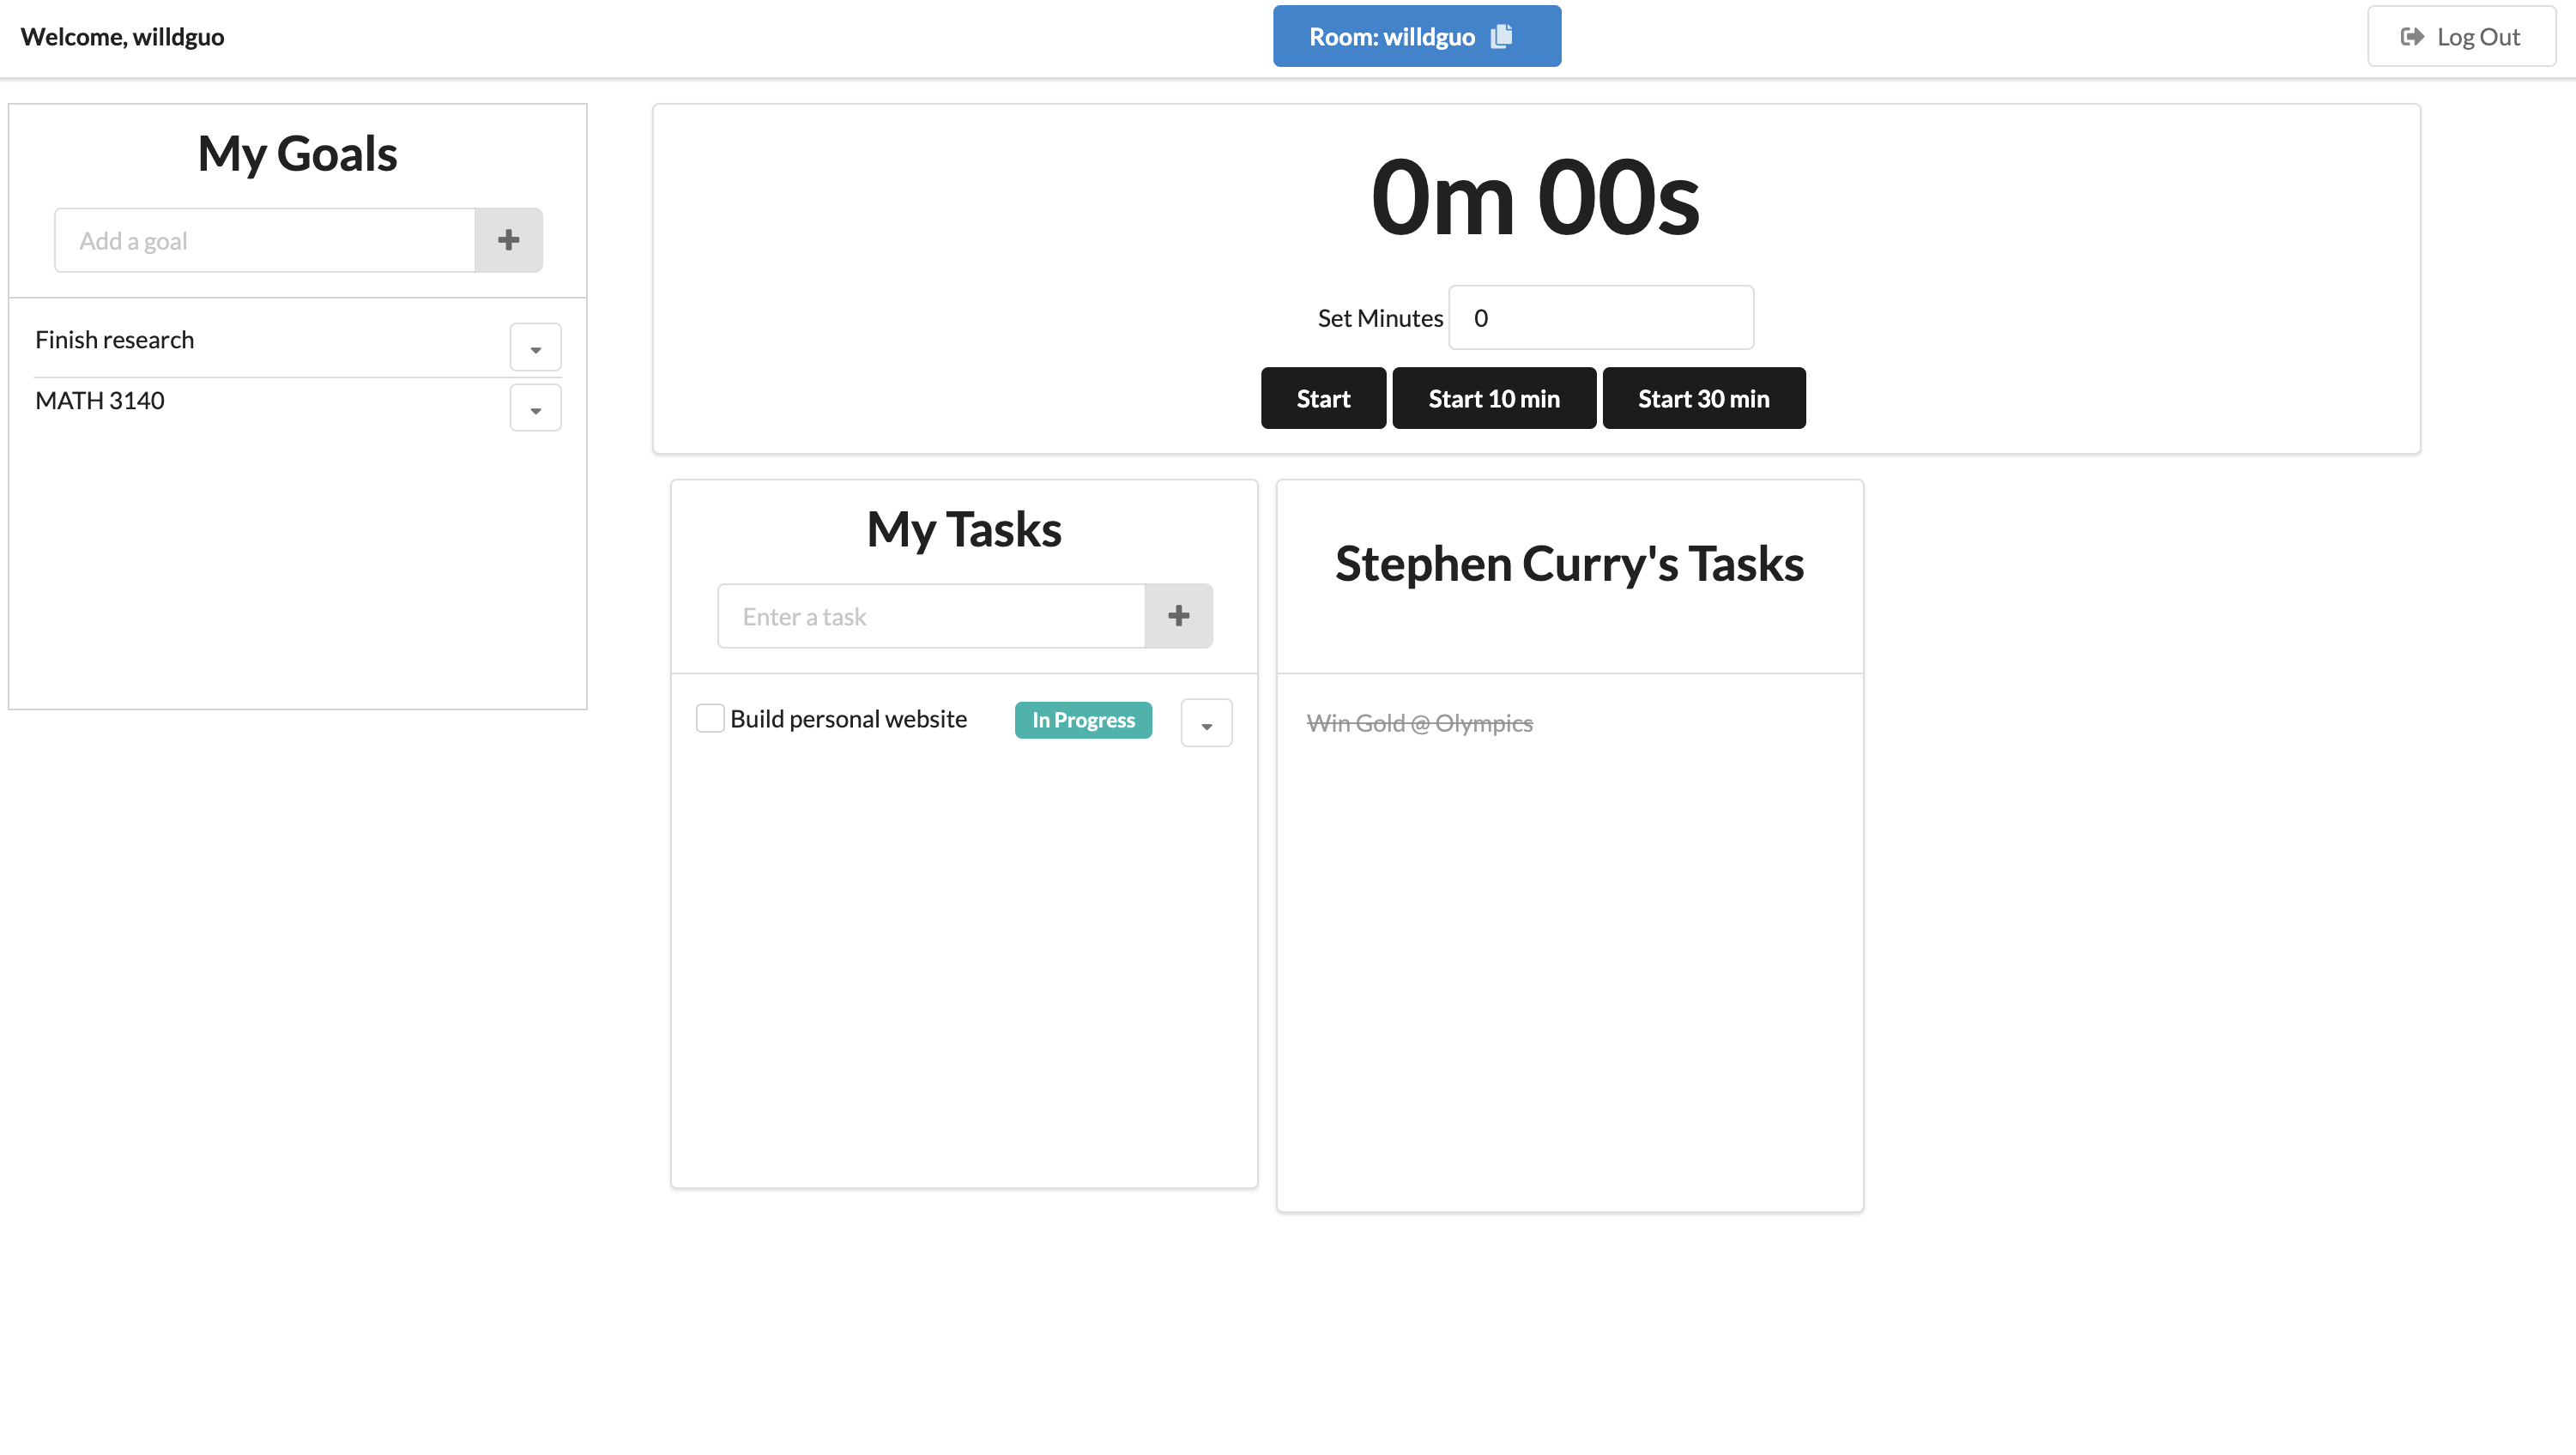 Welcome, willdguo
Room: willdguo
Log Out
My Goals
Add a goal
Finish research
MATH 3140
0m 00s
Set Minutes 0
Start
Start 10 min
Start 30 min
My Tasks
Enter a task
Build personal website
In Progress
Stephen Curry's Tasks
Win Gold @ Olympics